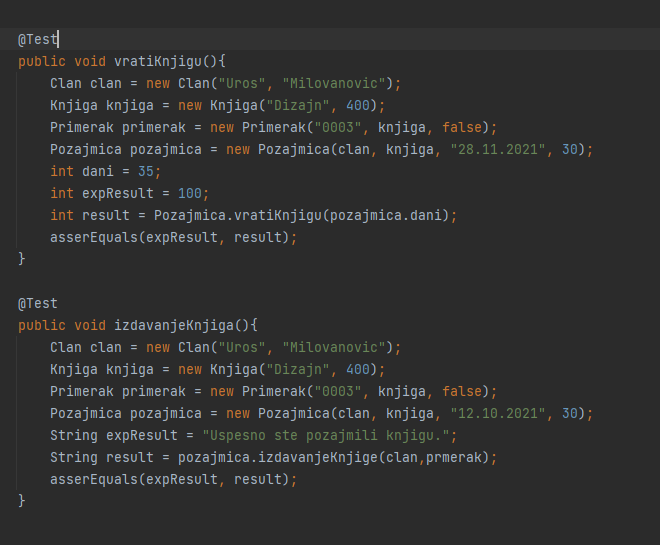 @Test
public void vratiKnjigu(){
    Clan clan = new Clan("Uros", "Milovanovic");
    Knjiga knjiga = new Knjiga("Dizajn", 400);
    Primerak primerak = new Primerak("0003", knjiga, false);
    Pozajmica pozajmica = new Pozajmica(clan, knjiga, "28.11.2021", 30);
    int dani = 35;
    int expResult = 100;
    int result = Pozajmica.vratiKnjigu(pozajmica.dani);
    asserEquals(expResult, result);
}
@Test
public void izdavanjeKnjiga(){
    Clan clan = new Clan("Uros", "Milovanovic");
    Knjiga knjiga = new Knjiga("Dizajn", 400);
    Primerak primerak = new Primerak("0003", knjiga, false);
    Pozajmica pozajmica = new Pozajmica(clan, knjiga, "12.10.2021", 30);
    String expResult = "Uspesno ste pozajmili knjigu.";
    String result = pozajmica.izdavanjeKnjige(clan,prmerak);
    asserEquals(expResult, result);
}